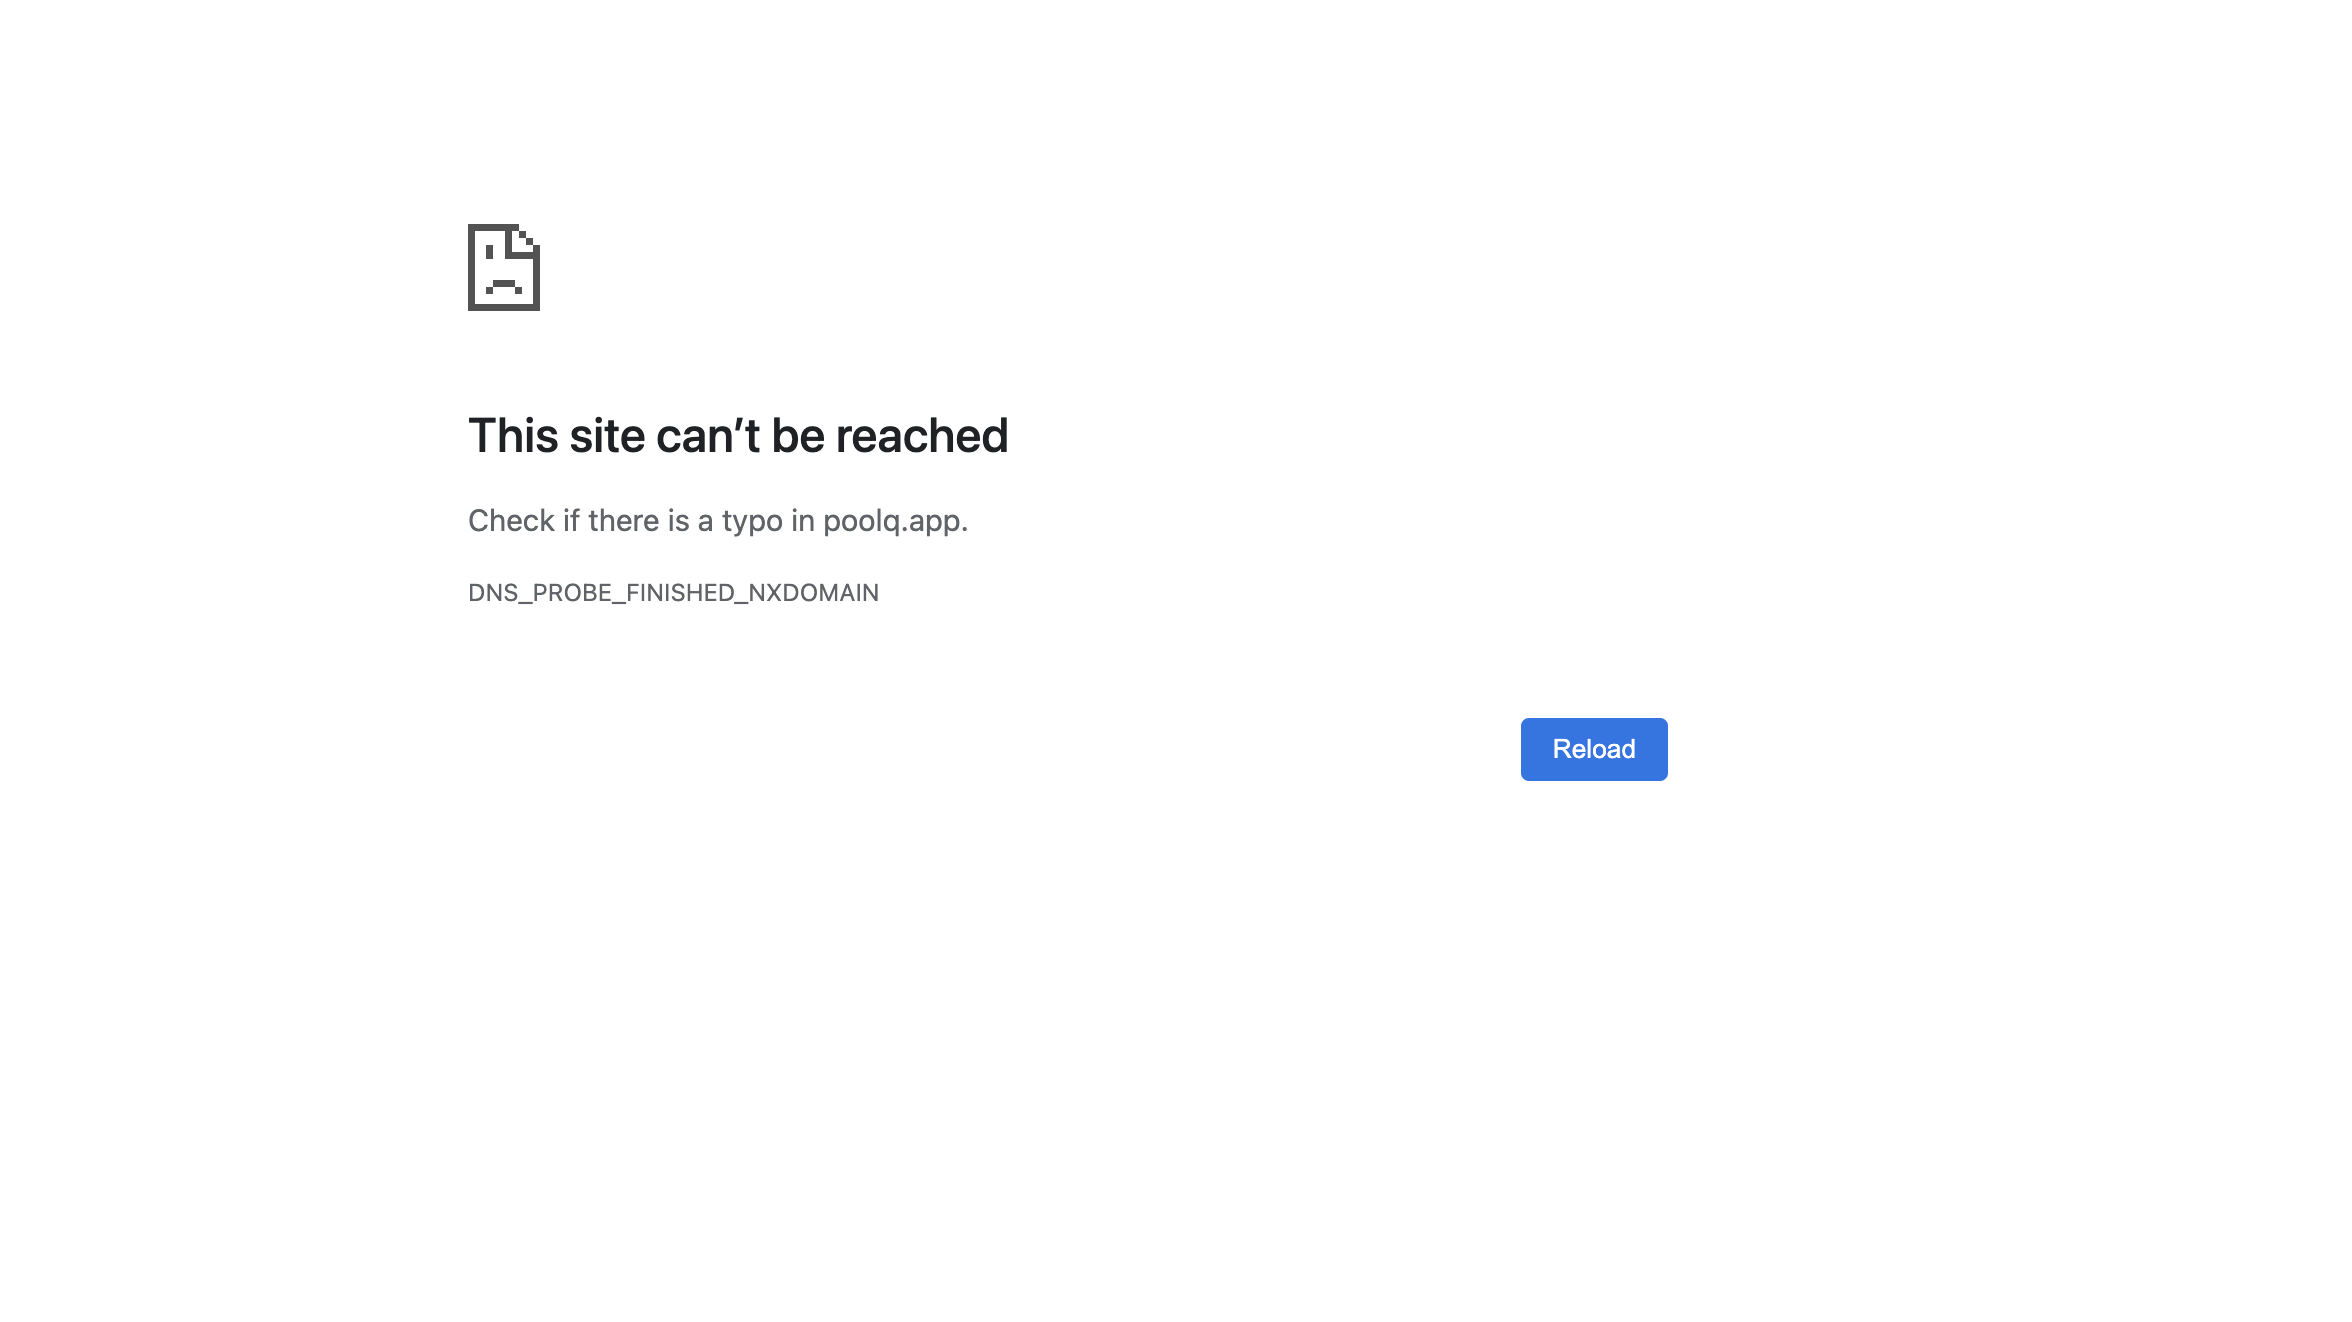 This site can’t be reached
Check if there is a typo in poolq.app.
DNS_PROBE_FINISHED_NXDOMAIN
Reload